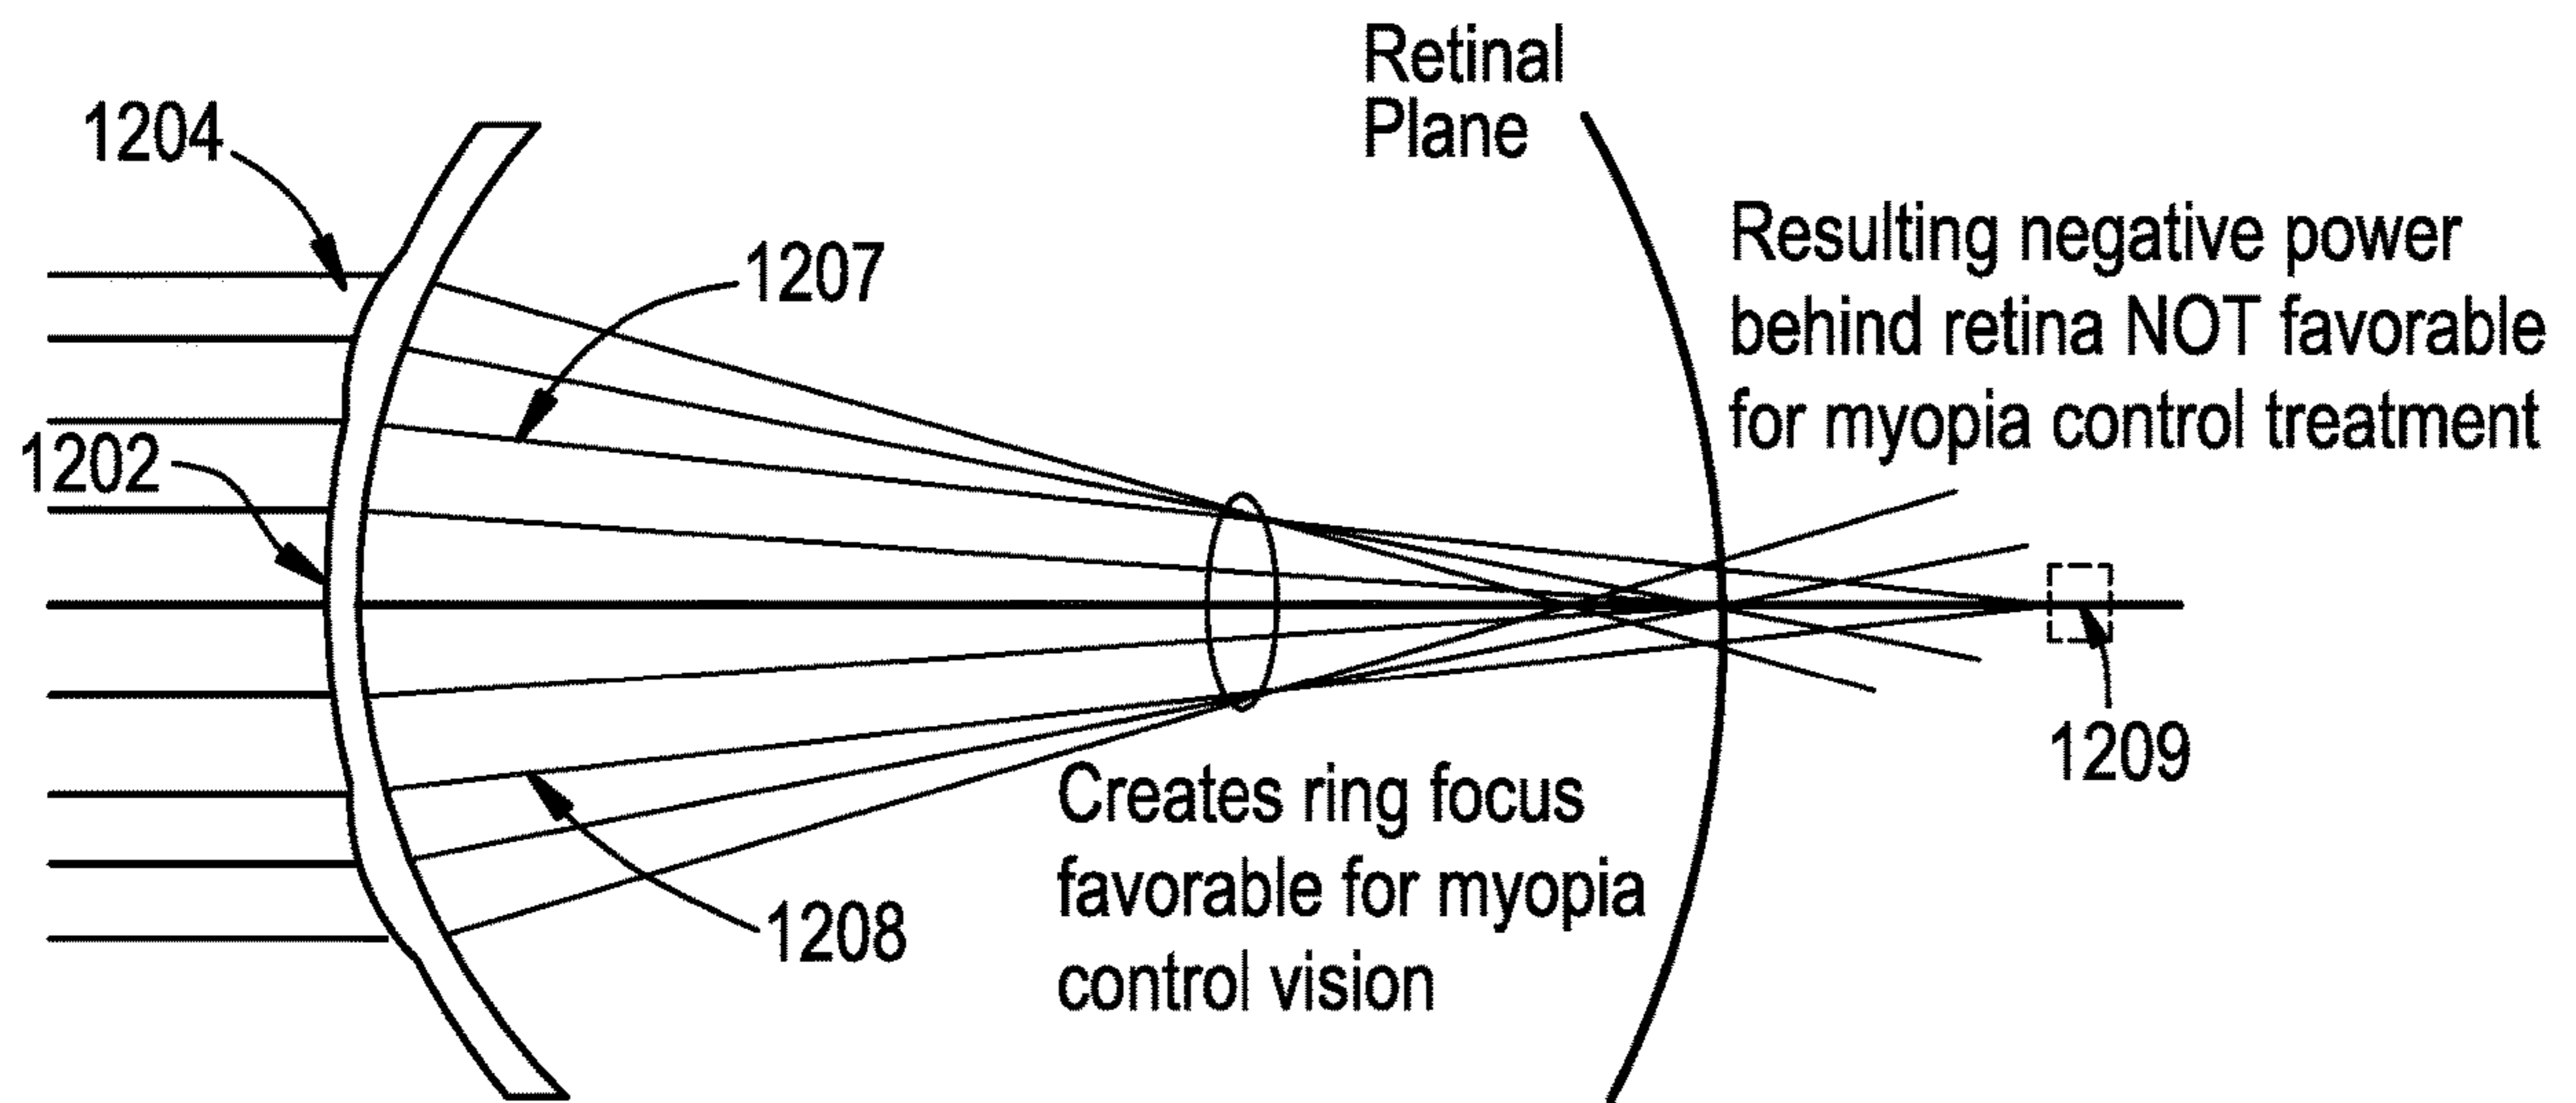 Retinal
Plane
1204
1207
Resulting negative power
behind retina NOT favorable
for myopia control treatment
1202
1209
Creates ring focus
favorable for myopia
control vision
1208